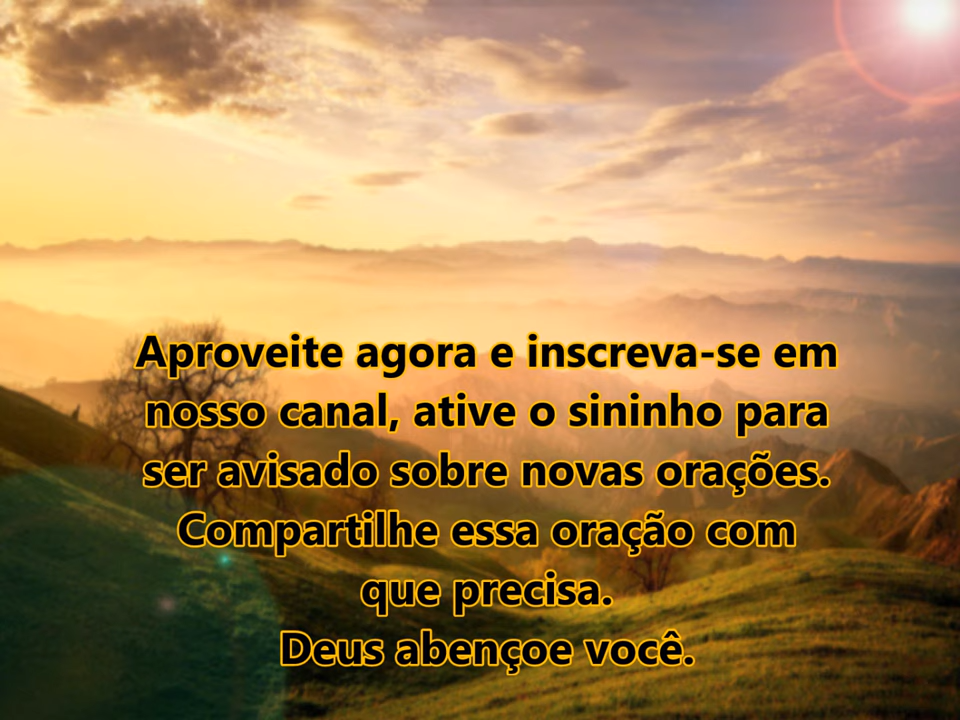 Aproveite agora e inscreva-se em
nosso canal, ative o sininho para
ser avisado sobre novas orações.
Compartilhe essa oração com
que precisa.
Deus abençoe você.